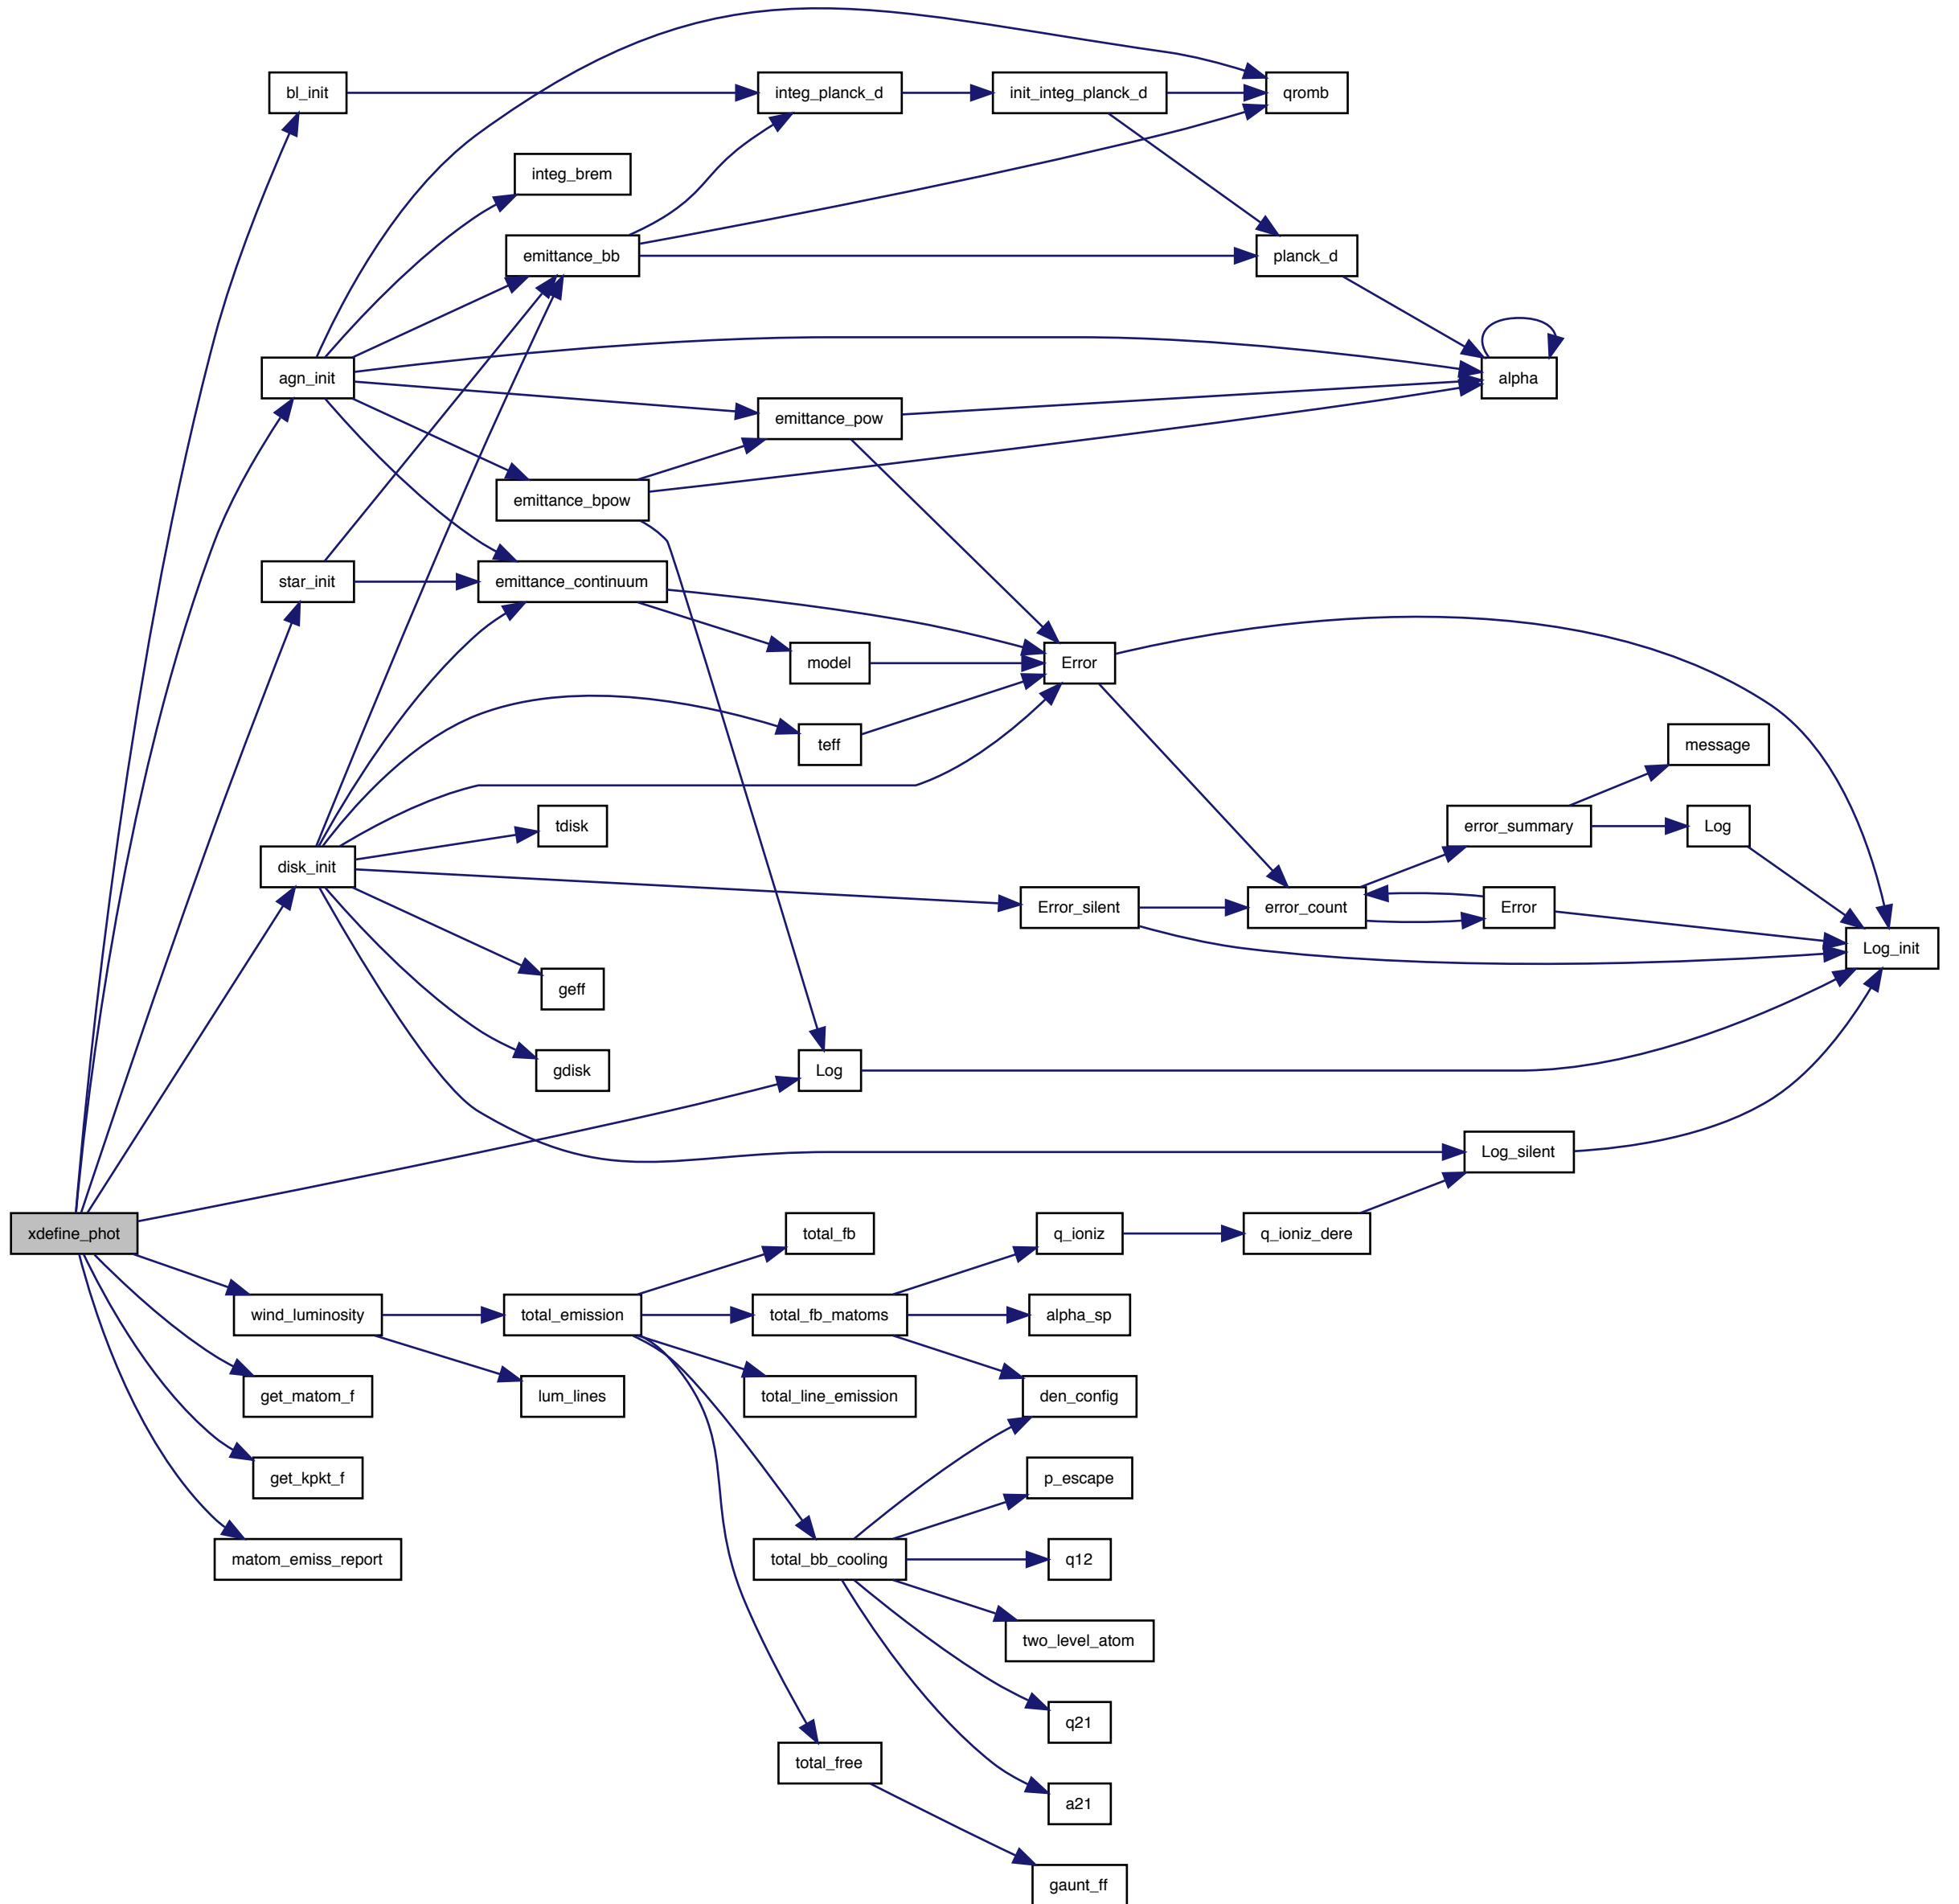 bl_init
integ_planck_d
init_integ_planck_d
qromb
integ_brem
emittance_bb
planck_d
agn_init
alpha
emittance_pow
emittance_bpow
star_init
emittance_continuum
model
Error
teff
message
tdisk
error_summary
Log
disk_init
Error_silent
error_count
Error
Log_init
geff
gdisk
Log
Log_silent
xdefine_phot
total_fb
q_ioniz
q_ioniz_dere
wind_luminosity
total_emission
total_fb_matoms
alpha_sp
get_matom_f
lum_lines
total_line_emission
den_config
get_kpkt_f
p_escape
matom_emiss_report
total_bb_cooling
q12
two_level_atom
q21
total_free
a21
gaunt_ff